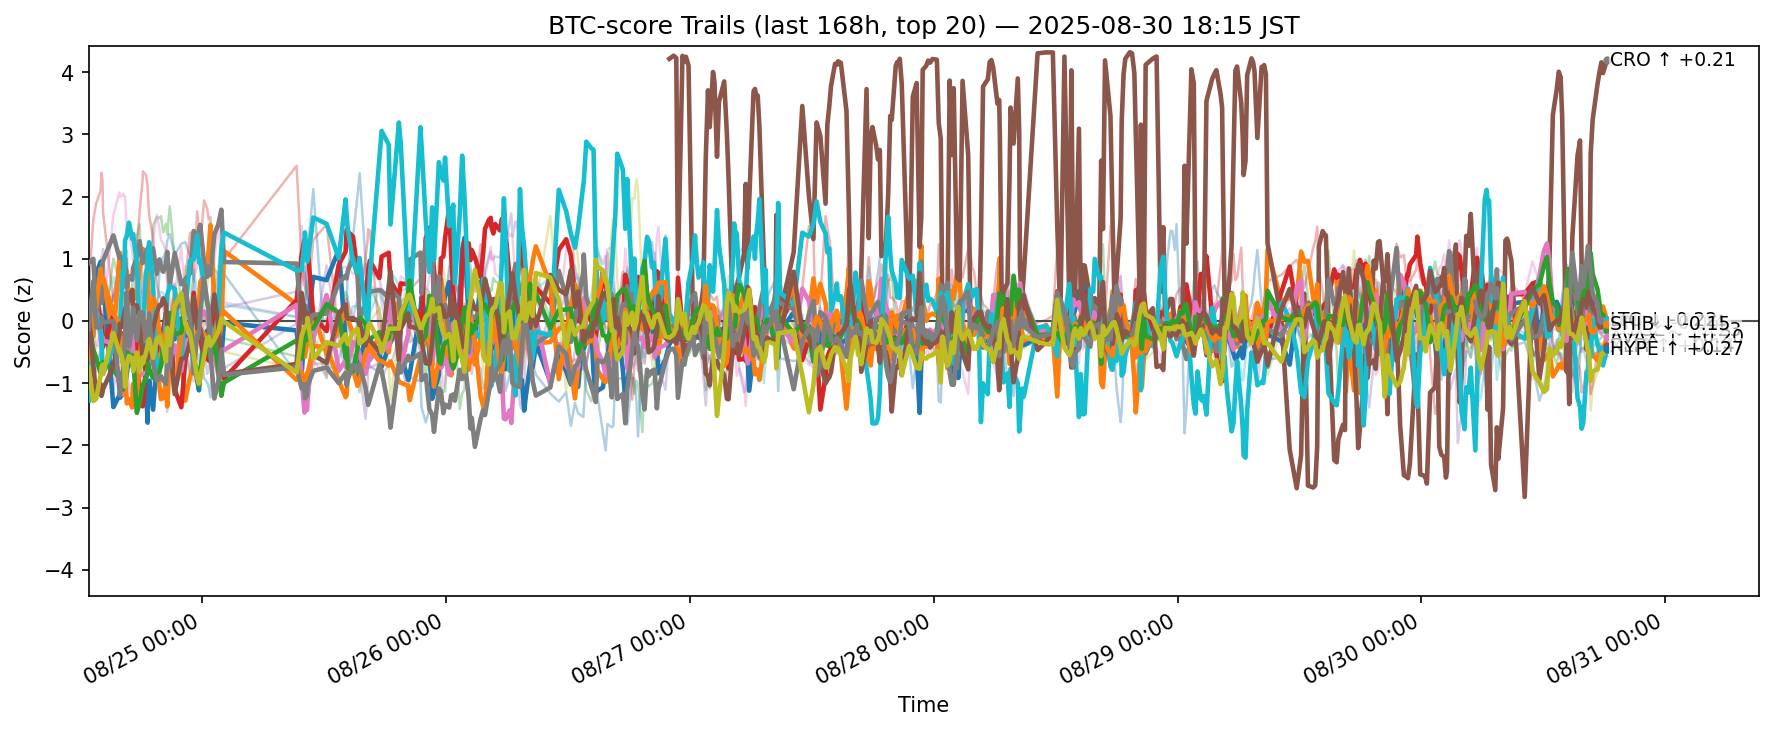 BTC-score Trails (last 168h, top 20) — 2025-08-30 18:15 JST
Score (z)
4
3
2
1
0
−1
−2
−3
−4
CRO ↑ +0.21
SHIB ↓ -0.15
HYPE ↑ +0.27
08/25 00:00
08/26 00:00
08/27 00:00
08/28 00:00
08/29 00:00
08/30 00:00
08/31 00:00
Time